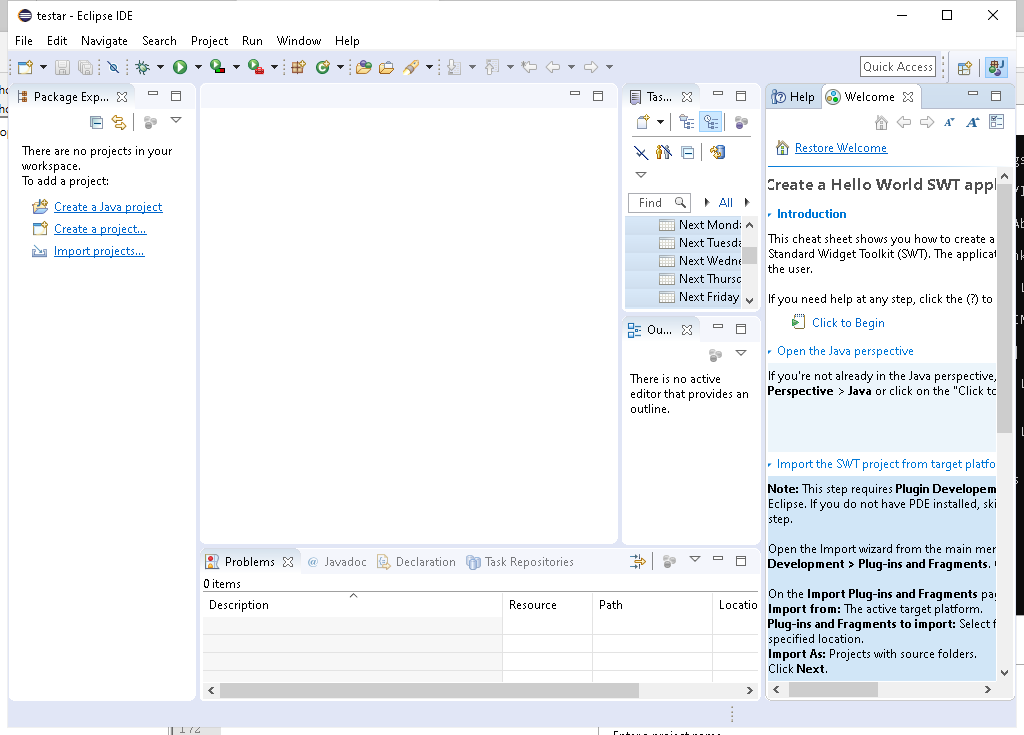 testar - Eclipse IDE
File Edit Navigate Search Project Run Window Help
Quick Access
Package Exp...
There are no projects in your
workspace.
To add a project:
Create a Java project
Create a project...
Import projects...
Tas...
Find
All
Next Monda
Next Tuesda
Next Wedne
Next Thursd
Next Friday
Ou...
There is no active
editor that provides an
outline.
Help
Welcome
Restore Welcome
Create a Hello World SWT appl
Introduction
This cheat sheet shows you how to create a
Standard Widget Toolkit (SWT). The applicat
the user.
If you need help at any step, click the (?) to
Click to Begin
Open the Java perspective
If you're not already in the Java perspective,
Perspective > Java or click on the "Click to
Import the SWT project from target platfo
Note: This step requires Plugin Developem
Eclipse. If you do not have PDE installed, ski
step.
Open the Import wizard from the main mer
Development > Plug-ins and Fragments.
On the Import Plug-ins and Fragments pag
Import from: The active target platform.
Plug-ins and Fragments to import: Select f
specified location.
Import As: Projects with source folders.
Click Next.
Problems
@ Javadoc
Declaration
Task Repositories
0 items
Description Resource Path Locatio
172
Enter a project name